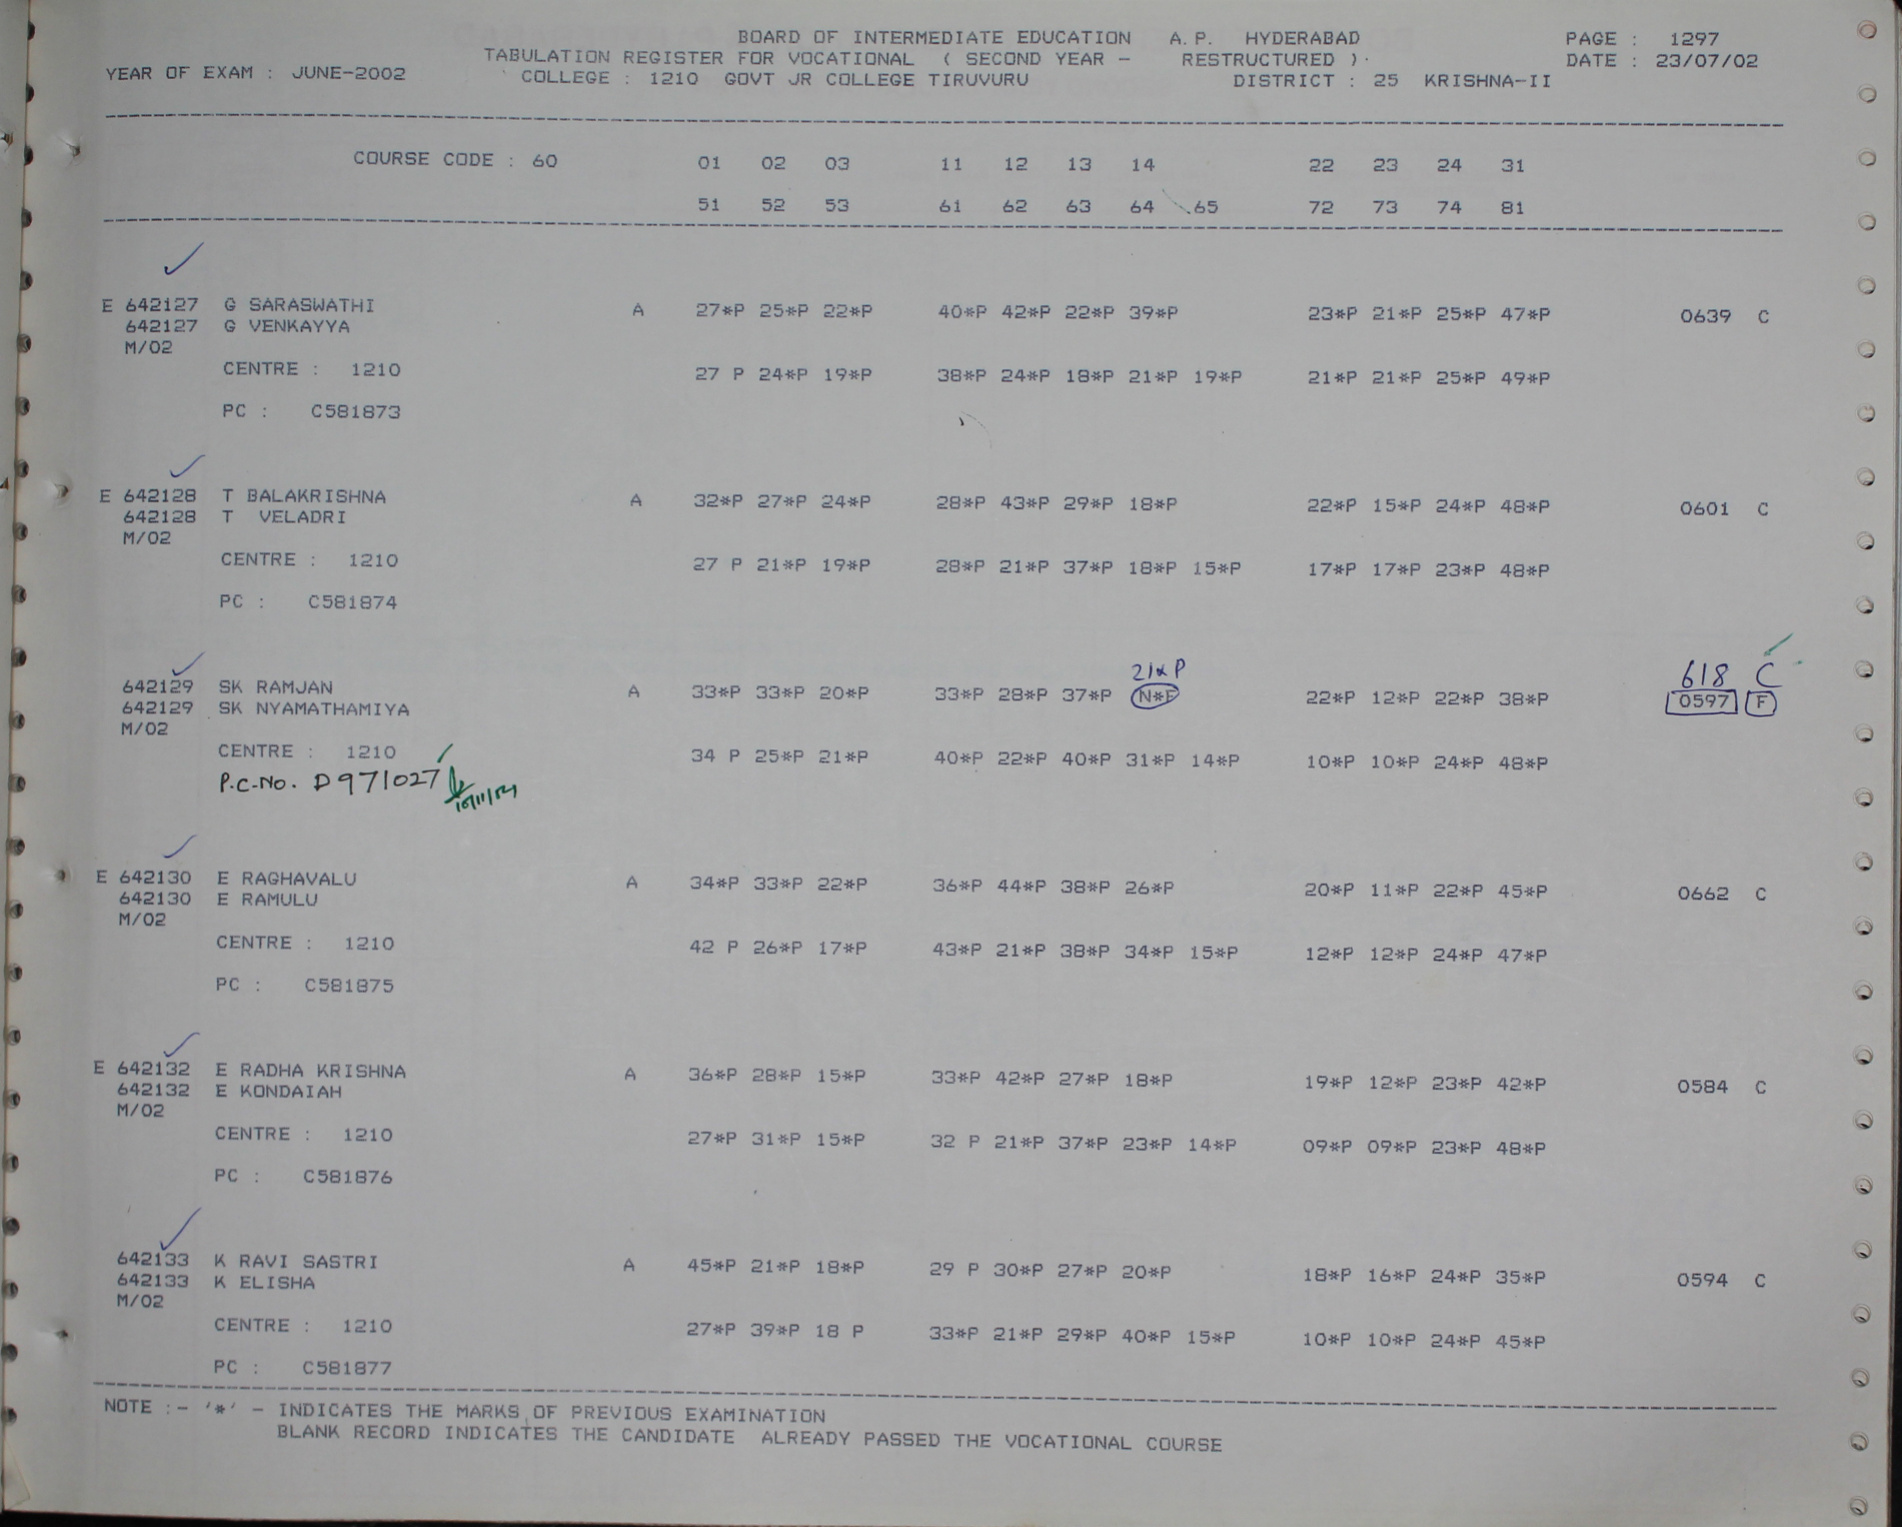 BOARD OF INTERMEDIATE EDUCATION A.P. HYDERABAD PAGE : 1297
TABULATION REGISTER FOR VOCATIONAL ( SECOND YEAR - RESTRUCTURED ) DATE : 23/07/02
YEAR OF EXAM : JUNE-2002 COLLEGE : 1210 GOVT JR COLLEGE TIRUVURU DISTRICT : 25 KRISHNA-II
COURSE CODE : 60 01 02 03 11 12 13 14 22 23 24 31
51 52 53 61 62 63 64 65 72 73 74 81
E 642127 G SARASWATHI A 27*P 25*P 22*P 40*P 42*P 22*P 39*P 23*P 21*P 25*P 47*P 0639 C
642127 G VENKAYYA
M/02
CENTRE : 1210 27 P 24*P 19*P 38*P 24*P 18*P 21*P 19*P 21*P 21*P 25*P 49*P
PC : C581873
E 642128 T BALAKRISHNA A 32*P 27*P 24*P 28*P 43*P 29*P 18*P 22*P 15*P 24*P 48*P 0601 C
642128 T VELADRI
M/02
CENTRE : 1210 27 P 21*P 19*P 28*P 21*P 37*P 18*P 15*P 17*P 17*P 23*P 48*P
PC : C581874
21*P 618 C
642129 SK RAMJAN A 33*P 33*P 20*P 33*P 28*P 37*P N*F 22*P 12*P 22*P 38*P 0597 F
642129 SK NYAMATHAMIYA
M/02
CENTRE : 1210 34 P 25*P 21*P 40*P 22*P 40*P 31*P 14*P 10*P 10*P 24*P 48*P
P.C.No. D971027
E 642130 E RAGHAVALU A 34*P 33*P 22*P 36*P 44*P 38*P 26*P 20*P 11*P 22*P 45*P 0662 C
642130 E RAMULU
M/02
CENTRE : 1210 42 P 26*P 17*P 43*P 21*P 38*P 34*P 15*P 12*P 12*P 24*P 47*P
PC : C581875
E 642132 E RADHA KRISHNA A 36*P 28*P 15*P 33*P 42*P 27*P 18*P 19*P 12*P 23*P 42*P 0584 C
642132 E KONDAIAH
M/02
CENTRE : 1210 27*P 31*P 15*P 32 P 21*P 37*P 23*P 14*P 09*P 09*P 23*P 48*P
PC : C581876
642133 K RAVI SASTRI A 45*P 21*P 18*P 29 P 30*P 27*P 20*P 18*P 16*P 24*P 35*P 0594 C
642133 K ELISHA
M/02
CENTRE : 1210 27*P 39*P 18 P 33*P 21*P 29*P 40*P 15*P 10*P 10*P 24*P 45*P
PC : C581877
NOTE :- '*' - INDICATES THE MARKS OF PREVIOUS EXAMINATION
BLANK RECORD INDICATES THE CANDIDATE ALREADY PASSED THE VOCATIONAL COURSE